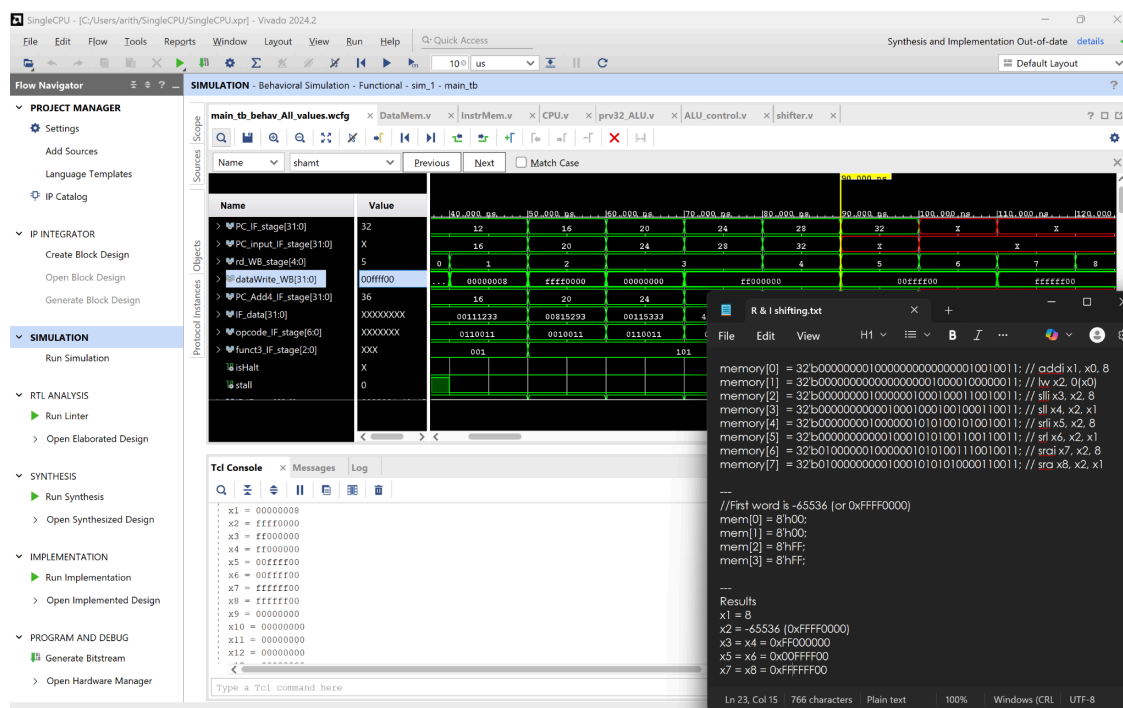 SingleCPU - [C:/Users/arith/SingleCPU/SingleCPU.xpr] - Vivado 2024.2
File Edit Flow Tools Reports Window Layout View Run Help Quick Access
Synthesis and Implementation Out-of-date details
10 us
Default Layout
Flow Navigator
PROJECT MANAGER
Settings
Add Sources
Language Templates
IP Catalog
IP INTEGRATOR
Create Block Design
Open Block Design
Generate Block Design
SIMULATION
Run Simulation
RTL ANALYSIS
Run Linter
Open Elaborated Design
SYNTHESIS
Run Synthesis
Open Synthesized Design
IMPLEMENTATION
Run Implementation
Open Implemented Design
PROGRAM AND DEBUG
Generate Bitstream
Open Hardware Manager
SIMULATION - Behavioral Simulation - Functional - sim_1 - main_tb
Scope
Sources
Objects
Protocol Instances
main_tb_behav_All_values.wcfg DataMem.v InstrMem.v CPU.v prv32_ALU.v ALU_control.v shifter.v
Name shamt Previous Next Match Case
90.000 ns
Name Value
40.000 ns 50.000 ns 60.000 ns 70.000 ns 80.000 ns 90.000 ns 100.000 ns 110.000 ns 120.000
PC_IF_stage[31:0] 32 12 16 20 24 28 32 X X
PC_input_IF_stage[31:0] X 16 20 24 28 32 X X
rd_WB_stage[4:0] 5 0 1 2 3 4 5 6 7 8
dataWrite_WB[31:0] 00ffff00 ... 00000008 ffff0000 00000000 ff000000 00ffff00 ffffff00
PC_Add4_IF_stage[31:0] 36 16 20 24
IF_data[31:0] XXXXXXXX 00111233 00815293 00115333 4
opcode_IF_stage[6:0] XXXXXXX 0110011 0010011 0110011
funct3_IF_stage[2:0] XXX 001 101
isHalt X
stall 0
Tcl Console Messages Log
x1 = 00000008
x2 = ffff0000
x3 = ff000000
x4 = ff000000
x5 = 00ffff00
x6 = 00ffff00
x7 = ffffff00
x8 = ffffff00
x9 = 00000000
x10 = 00000000
x11 = 00000000
x12 = 00000000
Type a Tcl command here
R & I shifting.txt
File Edit View H1 B I
memory[0] = 32'b00000000100000000000000010010011; // addi x1, x0, 8
memory[1] = 32'b00000000000000000010000100000011; // lw x2, 0(x0)
memory[2] = 32'b00000000100000010001000110010011; // slli x3, x2, 8
memory[3] = 32'b00000000000100010001001000110011; // sll x4, x2, x1
memory[4] = 32'b00000000100000010101001010010011; // srli x5, x2, 8
memory[5] = 32'b00000000000100010101001100110011; // srl x6, x2, x1
memory[6] = 32'b01000000100000010101001110010011; // srai x7, x2, 8
memory[7] = 32'b01000000000100010101010000110011; // sra x8, x2, x1
---
//First word is -65536 (or 0xFFFF0000)
mem[0] = 8'h00;
mem[1] = 8'h00;
mem[2] = 8'hFF;
mem[3] = 8'hFF;
---
Results
x1 = 8
x2 = -65536 (0xFFFF0000)
x3 = x4 = 0xFF000000
x5 = x6 = 0x00FFFF00
x7 = x8 = 0xFFFFFF00
Ln 23, Col 15 766 characters Plain text 100% Windows (CRL UTF-8